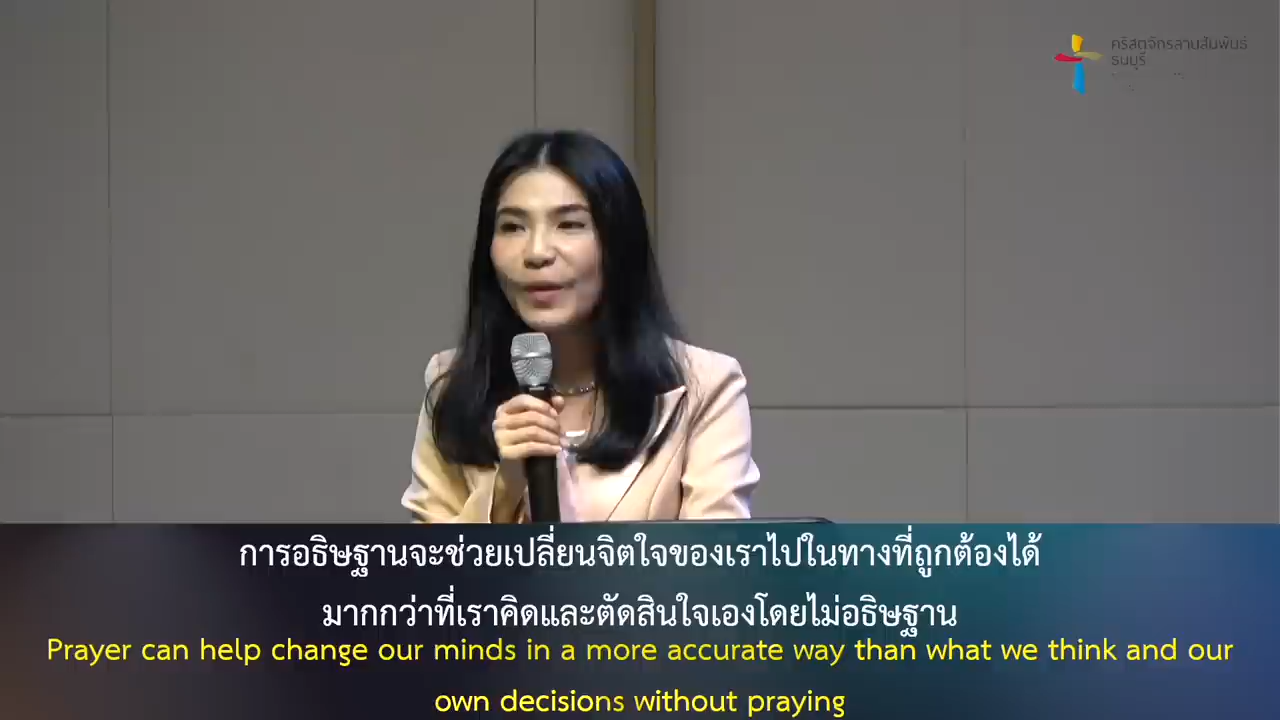 คริสตจักรสานสัมพันธ์
ธนบุรี
การอธิษฐานจะช่วยเปลี่ยนจิตใจของเราไปในทางที่ถูกต้องได้
มากกว่าที่เราคิดและตัดสินใจเองโดยไม่อธิษฐาน
Prayer can help change our minds in a more accurate way than what we think and our
own decisions without praying